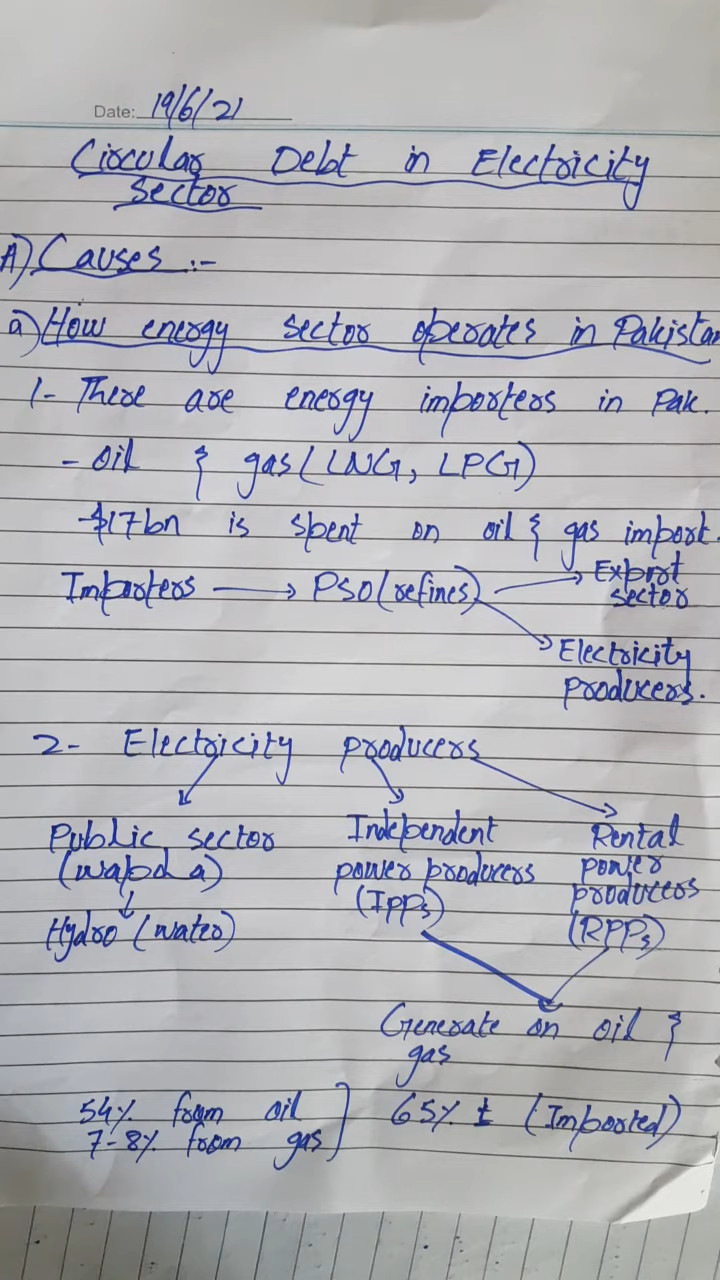 Date: 19/6/21
Circular Debt in Electricity
Sector
A) Causes :-
a) How energy sector operates in Pakistan
1- There are energy importers in Pak.
- oil & gas (LNG, LPG)
-$17bn is spent on oil & gas import.
Importers → PSO (refines) → Export sector
→ Electricity producers.
2- Electricity producers
Public sector (wapda)
↓
Hydro (water)
Independent power producers (IPPs)
Rental power producers (RPPs)
Generate on oil & gas
54% from oil
7-8% from gas
65% ± (Imported)